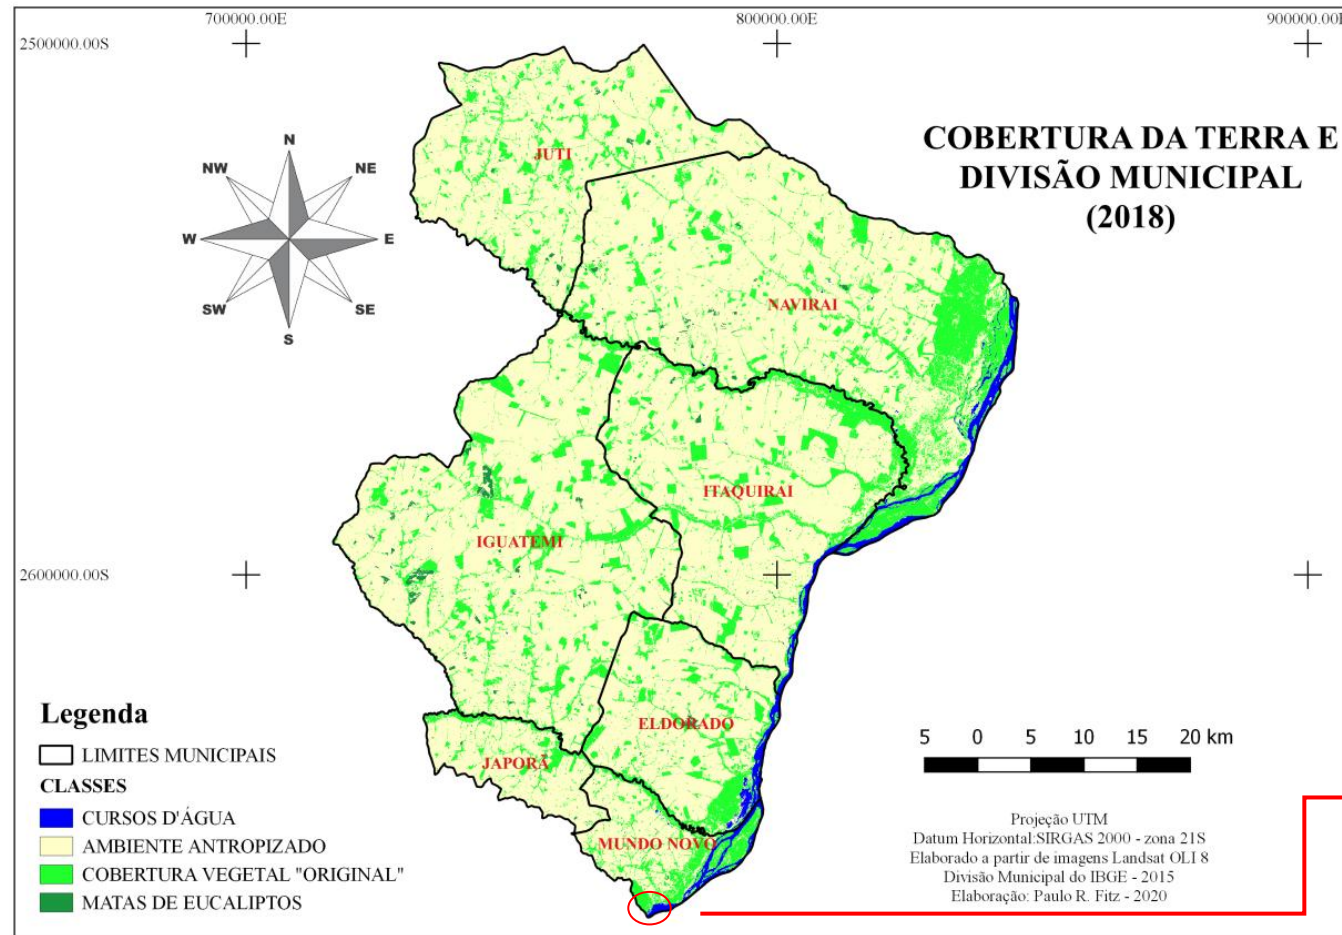 700000.00E
800000.00E
900000.00E
2500000.00S
COBERTURA DA TERRA E
DIVISÃO MUNICIPAL
(2018)
N
NW
NE
W
E
SW
SE
S
JUTI
NAVIRAI
ITAQUIRAI
IGUATEMI
2600000.00S
ELDORADO
JAPORÃ
MUNDO NOVO
Legenda
LIMITES MUNICIPAIS
CLASSES
CURSOS D'ÁGUA
AMBIENTE ANTROPIZADO
COBERTURA VEGETAL "ORIGINAL"
MATAS DE EUCALIPTOS
5 0 5 10 15 20 km
Projeção UTM
Datum Horizontal:SIRGAS 2000 - zona 21S
Elaborado a partir de imagens Landsat OLI 8
Divisão Municipal do IBGE - 2015
Elaboração: Paulo R. Fitz - 2020